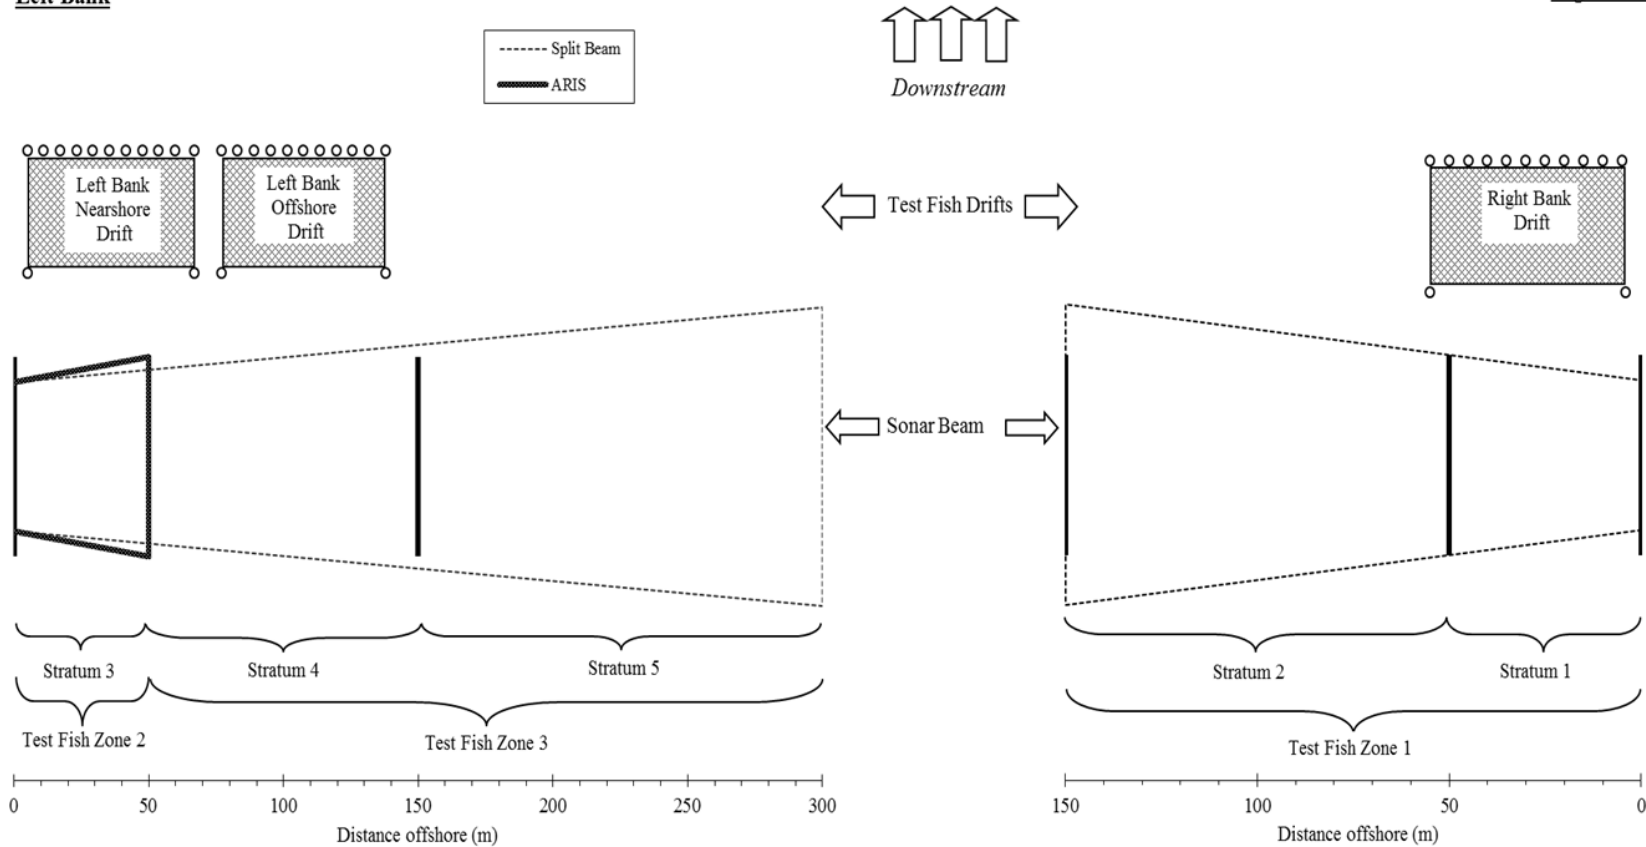 Left Bank
Split Beam
ARIS
Downstream
Left Bank
Nearshore
Drift
Left Bank
Offshore
Drift
Test Fish Drifts
Right Bank
Drift
Sonar Beam
Stratum 3
Stratum 4
Stratum 5
Stratum 2
Stratum 1
Test Fish Zone 2
Test Fish Zone 3
Test Fish Zone 1
0 50 100 150 200 250 300
150 100 50 0
Distance offshore (m)
Distance offshore (m)